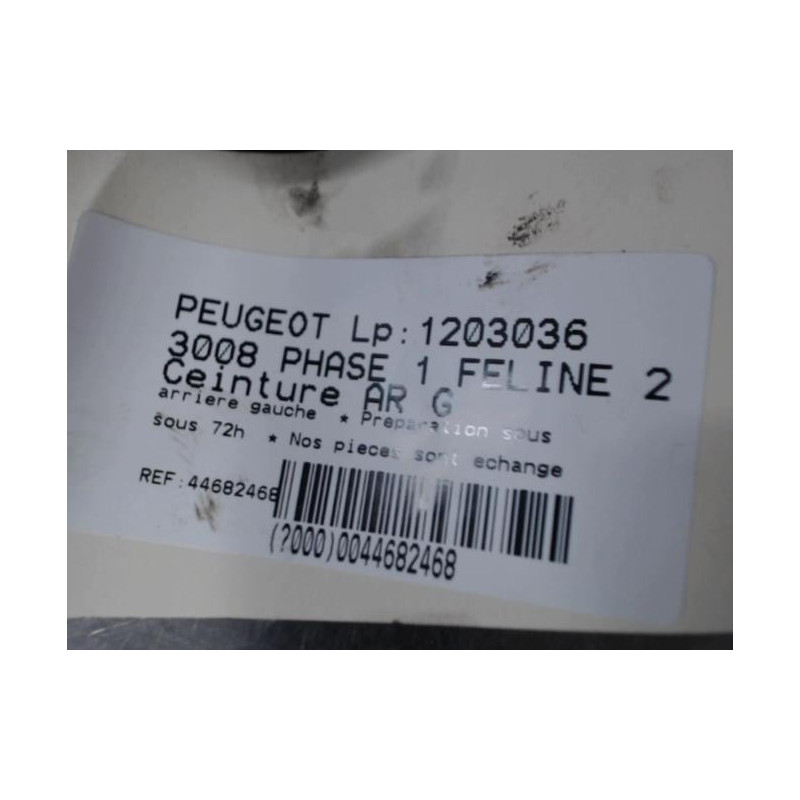 PEUGEOT Lp:1203036
3008 PHASE 1 FELINE 2
Ceinture AR G
arriere gauche * Preparation sous
sous 72h * Nos pieces sont echange
REF:44682468
(?000)0044682468